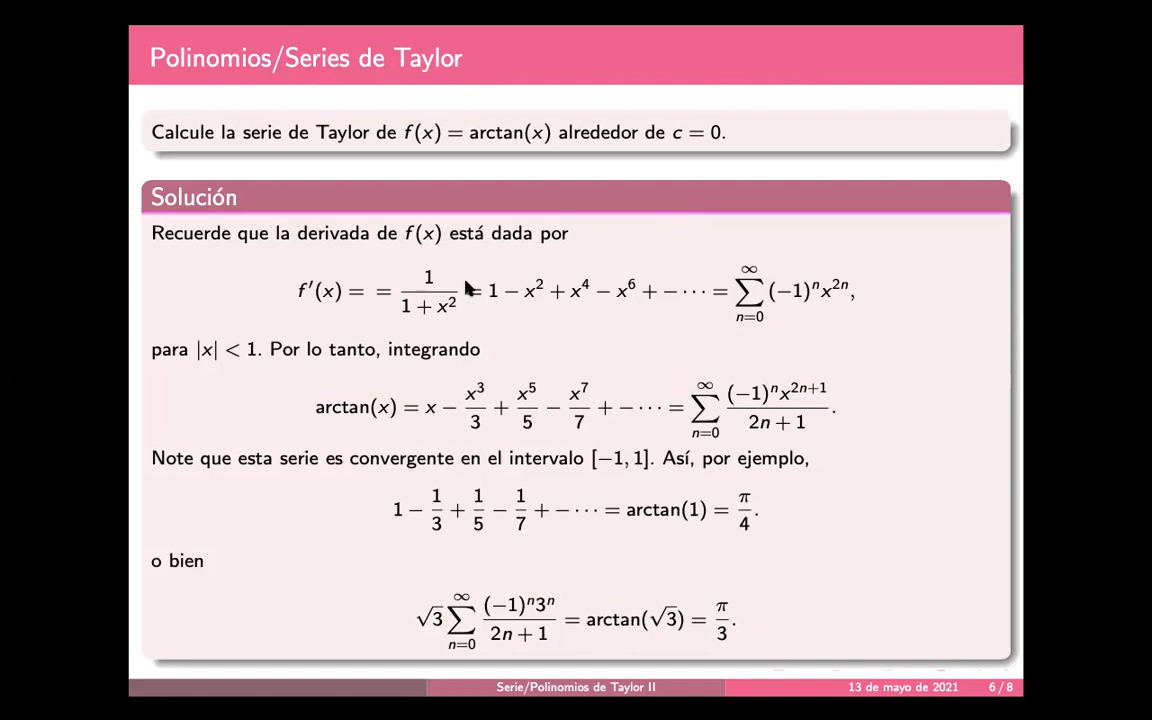 Polinomios/Series de Taylor
Calcule la serie de Taylor de f(x) = arctan(x) alrededor de c = 0.
Solución
Recuerde que la derivada de f(x) está dada por
f′(x) = = 1/(1 + x²) = 1 − x² + x⁴ − x⁶ + − ··· = ∑_{n=0}^{∞} (−1)ⁿx²ⁿ,
para |x| < 1. Por lo tanto, integrando
arctan(x) = x − x³/3 + x⁵/5 − x⁷/7 + − ··· = ∑_{n=0}^{∞} (−1)ⁿx²ⁿ⁺¹/(2n + 1).
Note que esta serie es convergente en el intervalo [−1, 1]. Así, por ejemplo,
1 − 1/3 + 1/5 − 1/7 + − ··· = arctan(1) = π/4.
o bien
√3 ∑_{n=0}^{∞} (−1)ⁿ3ⁿ/(2n + 1) = arctan(√3) = π/3.
Serie/Polinomios de Taylor II
13 de mayo de 2021
6 / 8